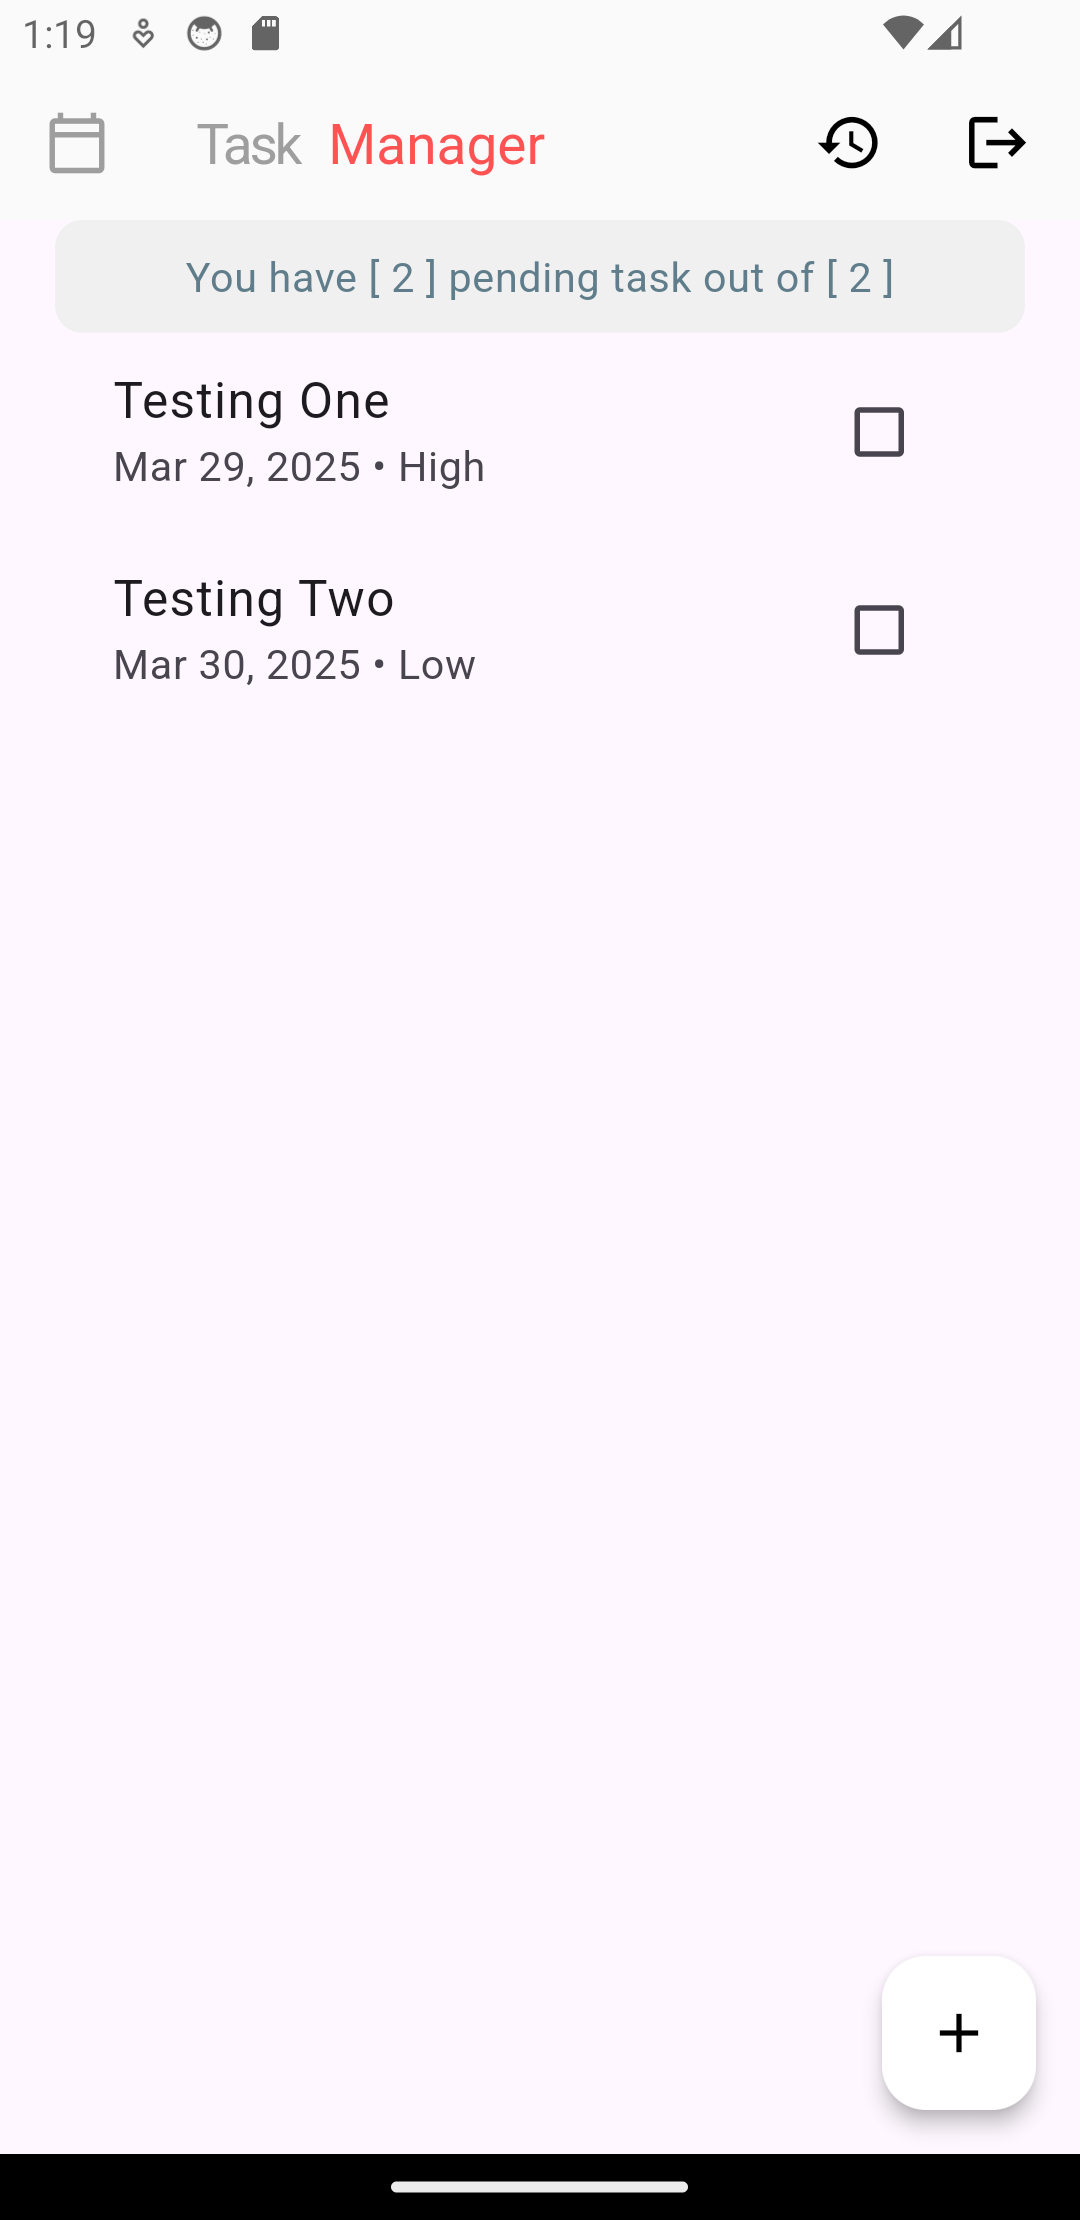 1:19
Task Manager
You have [ 2 ] pending task out of [ 2 ]
Testing One
Mar 29, 2025 • High
Testing Two
Mar 30, 2025 • Low